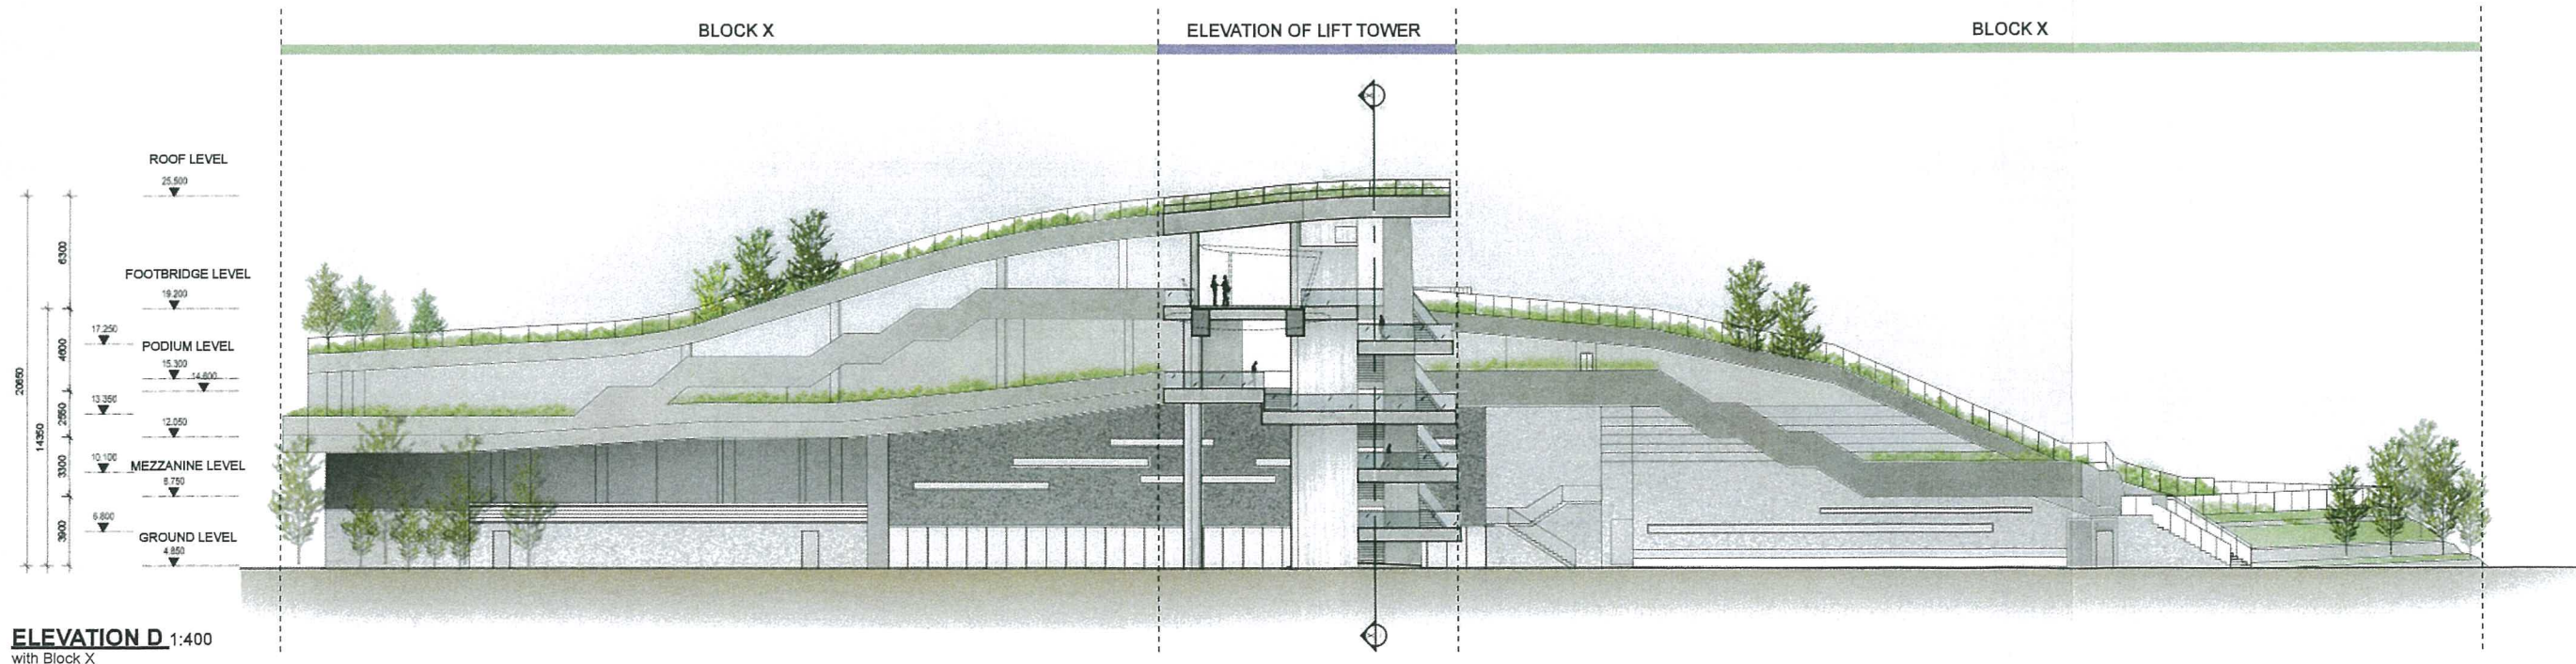 BLOCK X
ELEVATION OF LIFT TOWER
BLOCK X
ROOF LEVEL
25.500
FOOTBRIDGE LEVEL
19.200
17.250
PODIUM LEVEL
15.300
14.600
13.350
12.050
10.100
MEZZANINE LEVEL
8.750
6.800
GROUND LEVEL
4.850
20650
14350
6300
4600
2550
3300
3900
ELEVATION D 1:400
with Block X